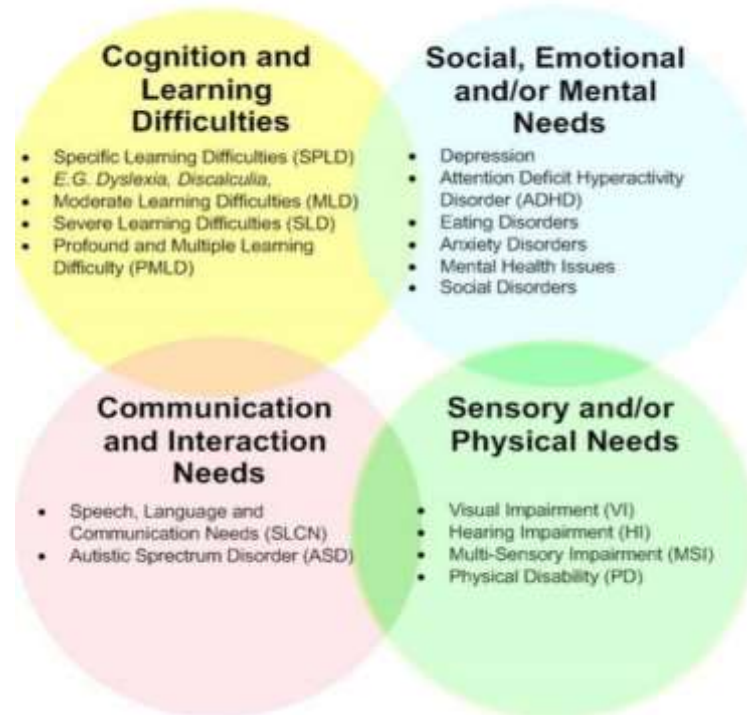 Cognition and
Learning
Difficulties
• Specific Learning Difficulties (SPLD)
• E.G. Dyslexia, Discalculia,
• Moderate Learning Difficulties (MLD)
• Severe Learning Difficulties (SLD)
• Profound and Multiple Learning
Difficulty (PMLD)
Social, Emotional
and/or Mental
Needs
• Depression
• Attention Deficit Hyperactivity
Disorder (ADHD)
• Eating Disorders
• Anxiety Disorders
• Mental Health Issues
• Social Disorders
Communication
and Interaction
Needs
• Speech, Language and
Communication Needs (SLCN)
• Autistic Sprectrum Disorder (ASD)
Sensory and/or
Physical Needs
• Visual Impairment (VI)
• Hearing Impairment (HI)
• Multi-Sensory Impairment (MSI)
• Physical Disability (PD)